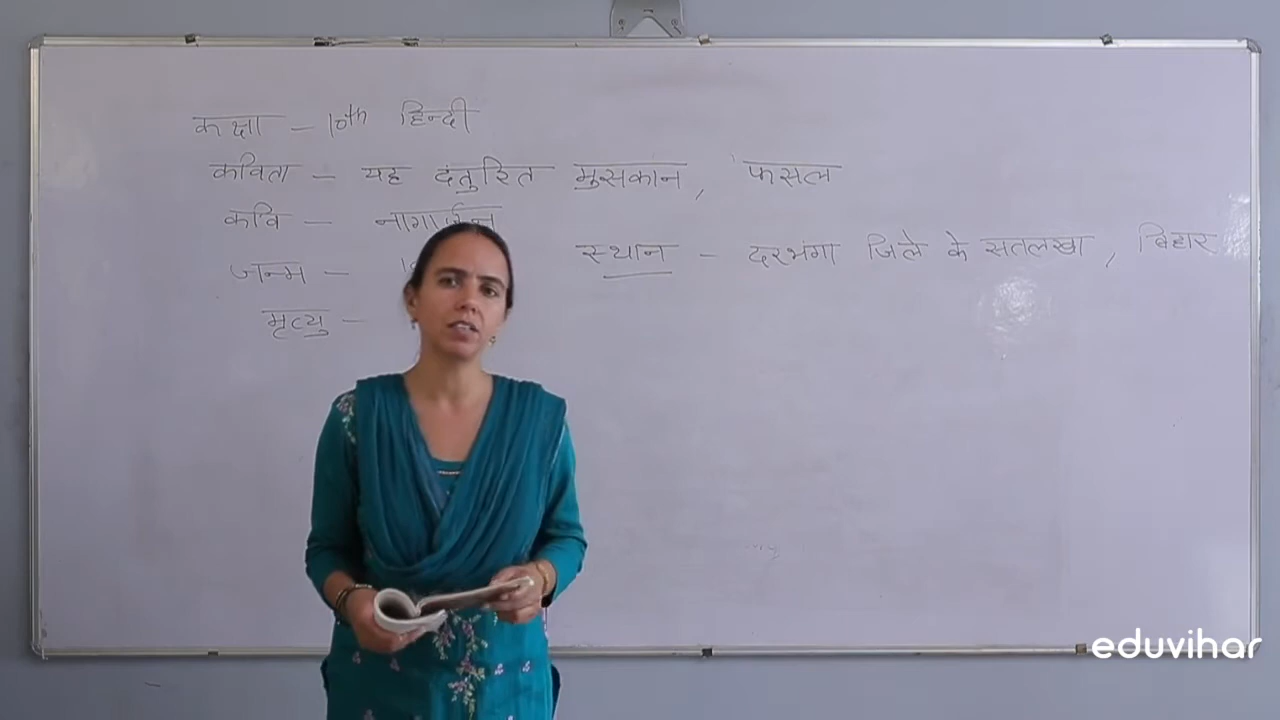 कक्षा – 10th हिन्दी
कविता – यह दंतुरित मुसकान, फसल
कवि – नागार्जुन
स्थान – दरभंगा जिले के सतलखा, बिहार
जन्म –
मृत्यु –
eduvihar